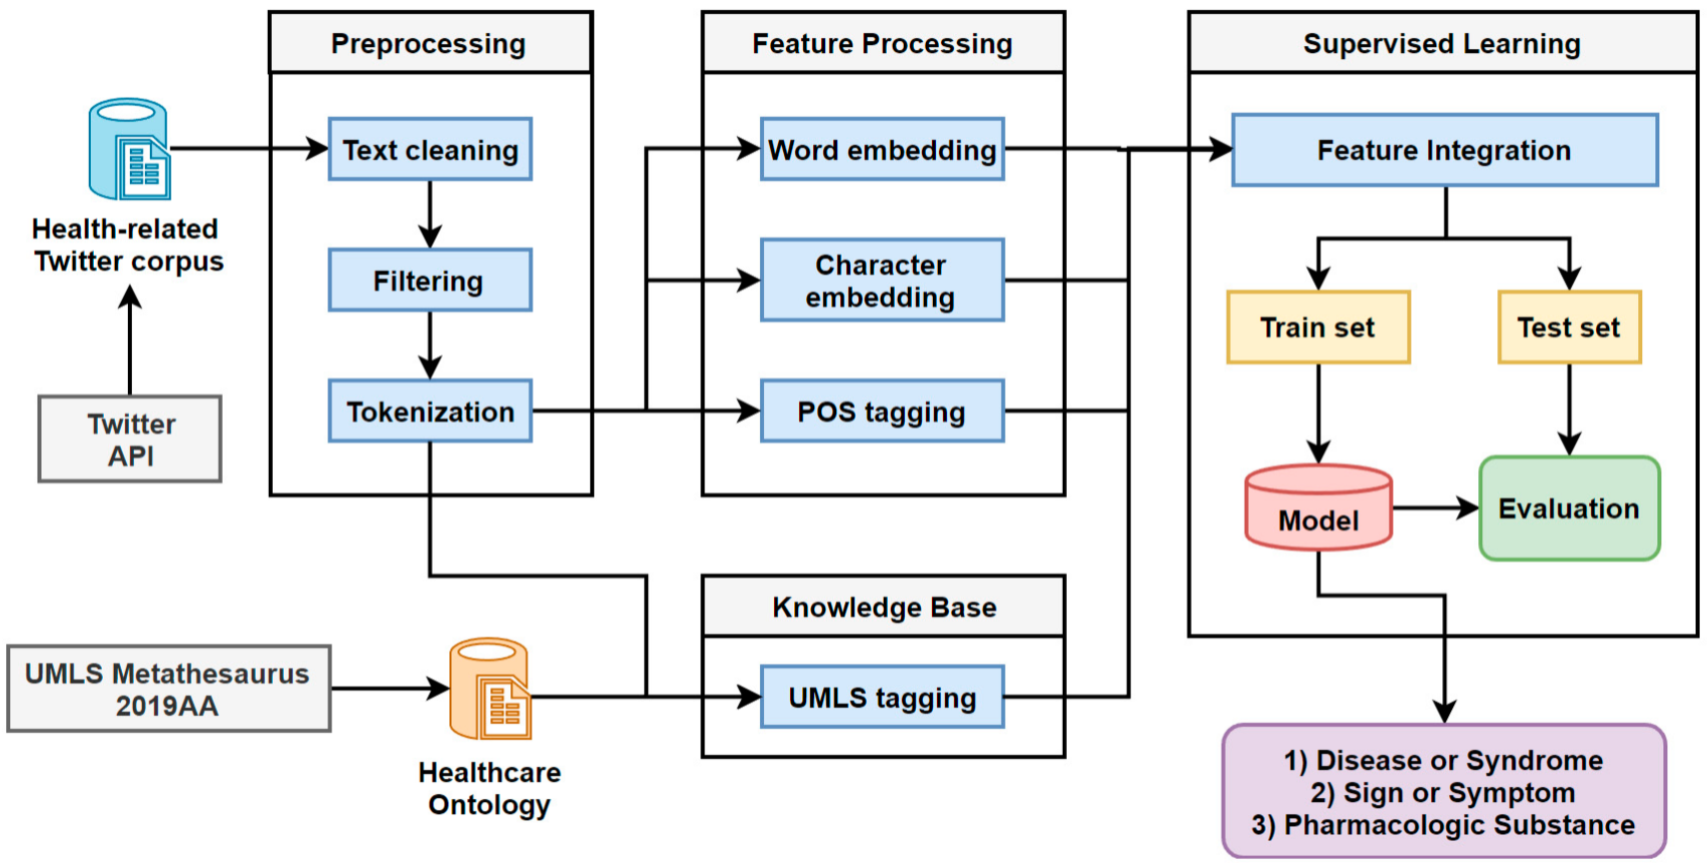 Preprocessing
Feature Processing
Supervised Learning
Text cleaning
Word embedding
Feature Integration
Health-related
Twitter corpus
Filtering
Character
embedding
Train set
Test set
Twitter
API
Tokenization
POS tagging
Model
Evaluation
Knowledge Base
UMLS Metathesaurus
2019AA
UMLS tagging
Healthcare
Ontology
1) Disease or Syndrome
2) Sign or Symptom
3) Pharmacologic Substance